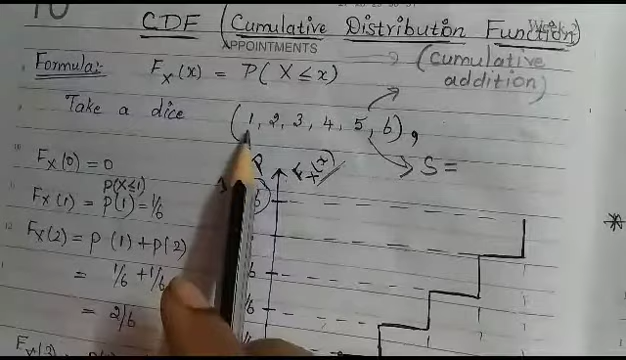 CDF (Cumulative Distribution Function)
APPOINTMENTS
(cumulative addition)
Formula:- Fx(x) = P(X ≤ x)
Take a dice (1, 2, 3, 4, 5, 6),
S =
Fx(0) = 0
P(X≤1)
Fx(1) = P(1) = 1/6
Fx(x)
Fx(2) = P(1) + P(2)
= 1/6 + 1/6
= 2/6